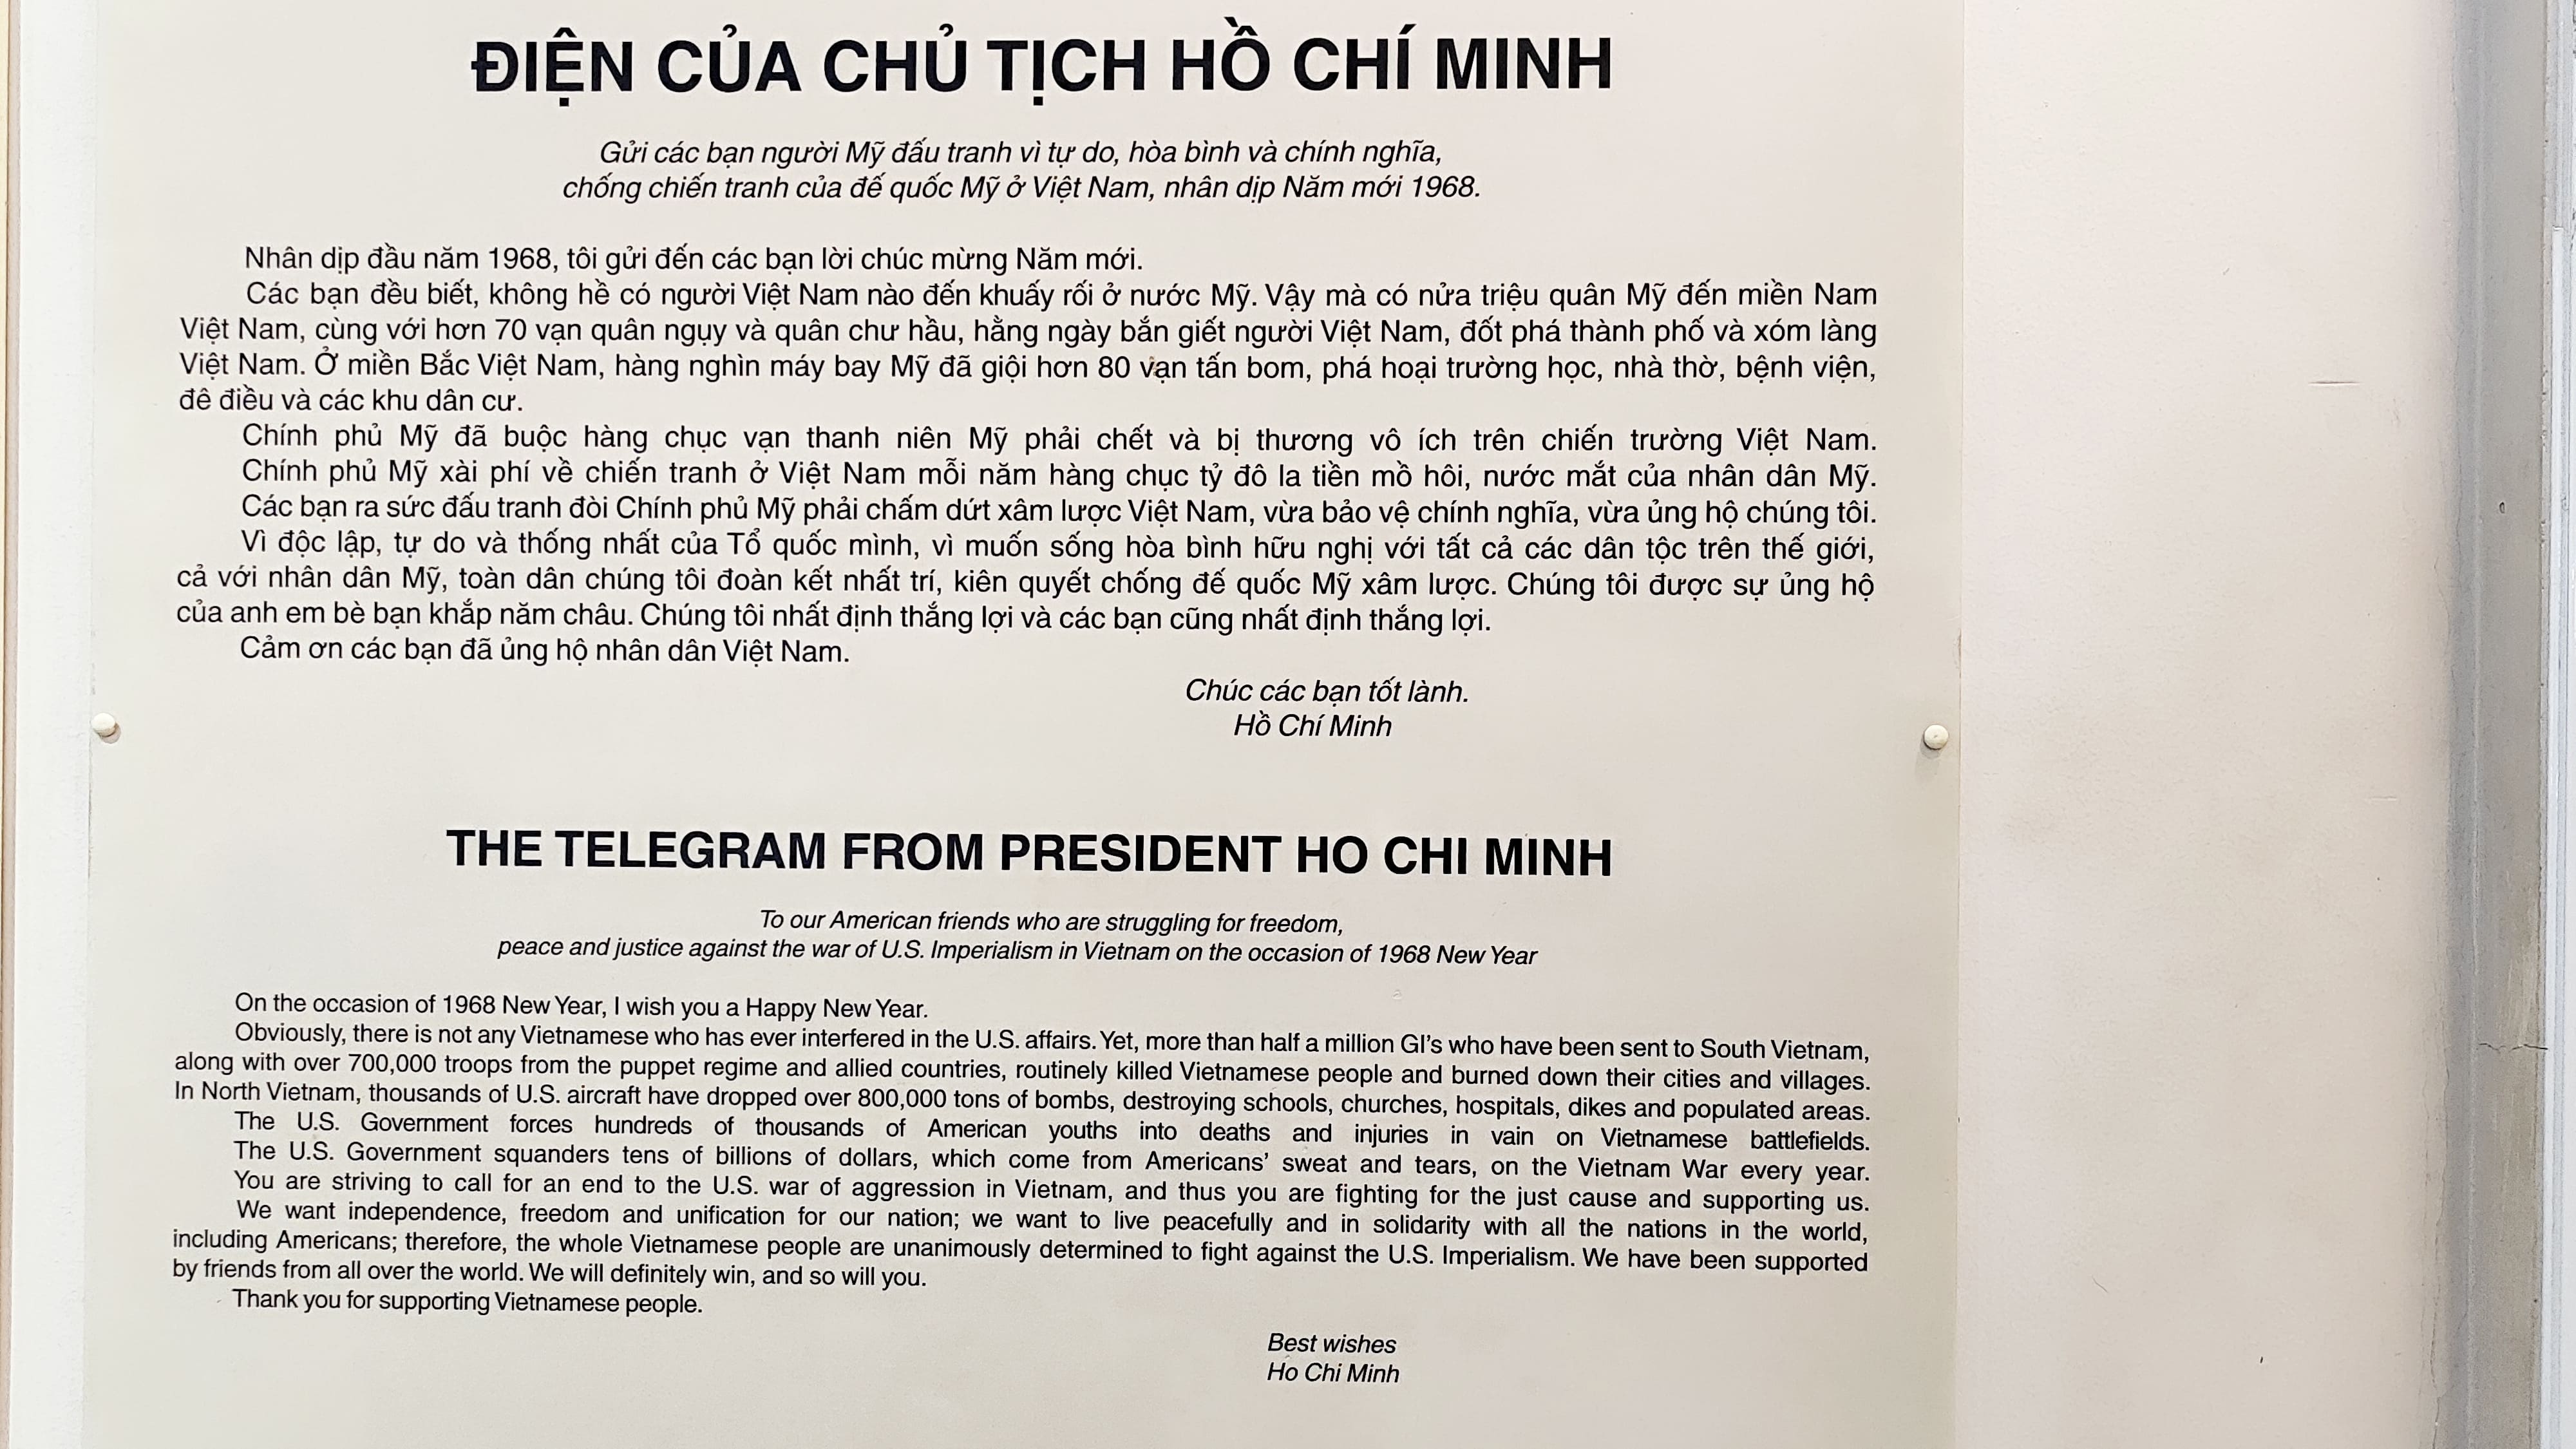 ĐIỆN CỦA CHỦ TỊCH HỒ CHÍ MINH
Gửi các bạn người Mỹ đấu tranh vì tự do, hòa bình và chính nghĩa,
chống chiến tranh của đế quốc Mỹ ở Việt Nam, nhân dịp Năm mới 1968.
Nhân dịp đầu năm 1968, tôi gửi đến các bạn lời chúc mừng Năm mới.
Các bạn đều biết, không hề có người Việt Nam nào đến khuấy rối ở nước Mỹ. Vậy mà có nửa triệu quân Mỹ đến miền Nam
Việt Nam, cùng với hơn 70 vạn quân ngụy và quân chư hầu, hằng ngày bắn giết người Việt Nam, đốt phá thành phố và xóm làng
Việt Nam. Ở miền Bắc Việt Nam, hàng nghìn máy bay Mỹ đã giội hơn 80 vạn tấn bom, phá hoại trường học, nhà thờ, bệnh viện,
đê điều và các khu dân cư.
Chính phủ Mỹ đã buộc hàng chục vạn thanh niên Mỹ phải chết và bị thương vô ích trên chiến trường Việt Nam.
Chính phủ Mỹ xài phí về chiến tranh ở Việt Nam mỗi năm hàng chục tỷ đô la tiền mồ hôi, nước mắt của nhân dân Mỹ.
Các bạn ra sức đấu tranh đòi Chính phủ Mỹ phải chấm dứt xâm lược Việt Nam, vừa bảo vệ chính nghĩa, vừa ủng hộ chúng tôi.
Vì độc lập, tự do và thống nhất của Tổ quốc mình, vì muốn sống hòa bình hữu nghị với tất cả các dân tộc trên thế giới,
cả với nhân dân Mỹ, toàn dân chúng tôi đoàn kết nhất trí, kiên quyết chống đế quốc Mỹ xâm lược. Chúng tôi được sự ủng hộ
của anh em bè bạn khắp năm châu. Chúng tôi nhất định thắng lợi và các bạn cũng nhất định thắng lợi.
Cảm ơn các bạn đã ủng hộ nhân dân Việt Nam.
Chúc các bạn tốt lành.
Hồ Chí Minh
THE TELEGRAM FROM PRESIDENT HO CHI MINH
To our American friends who are struggling for freedom,
peace and justice against the war of U.S. Imperialism in Vietnam on the occasion of 1968 New Year
On the occasion of 1968 New Year, I wish you a Happy New Year.
Obviously, there is not any Vietnamese who has ever interfered in the U.S. affairs. Yet, more than half a million GI's who have been sent to South Vietnam,
along with over 700,000 troops from the puppet regime and allied countries, routinely killed Vietnamese people and burned down their cities and villages.
In North Vietnam, thousands of U.S. aircraft have dropped over 800,000 tons of bombs, destroying schools, churches, hospitals, dikes and populated areas.
The U.S. Government forces hundreds of thousands of American youths into deaths and injuries in vain on Vietnamese battlefields.
The U.S. Government squanders tens of billions of dollars, which come from Americans' sweat and tears, on the Vietnam War every year.
You are striving to call for an end to the U.S. war of aggression in Vietnam, and thus you are fighting for the just cause and supporting us.
We want independence, freedom and unification for our nation; we want to live peacefully and in solidarity with all the nations in the world,
including Americans; therefore, the whole Vietnamese people are unanimously determined to fight against the U.S. Imperialism. We have been supported
by friends from all over the world. We will definitely win, and so will you.
Thank you for supporting Vietnamese people.
Best wishes
Ho Chi Minh